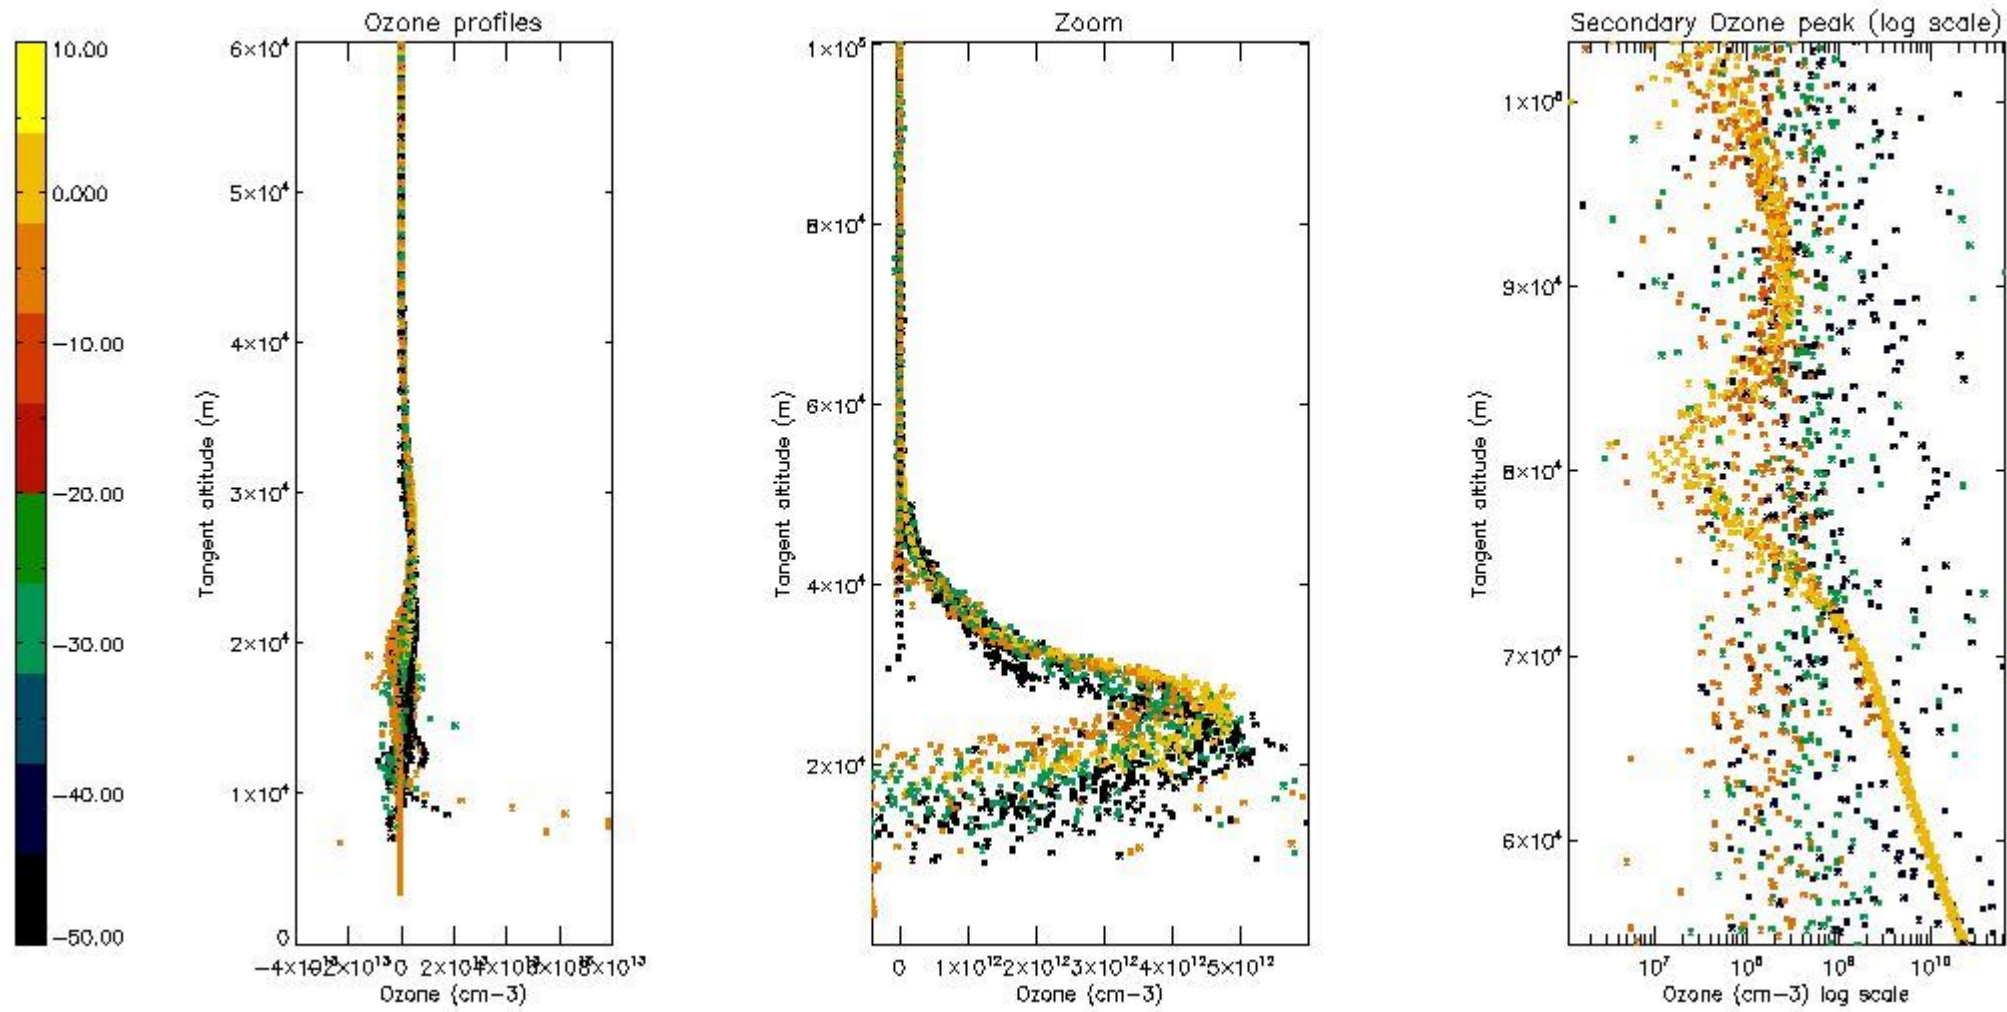 Ozone profiles
Zoom
Secondary Ozone peak (log scale)
10.00
0.000
−10.00
−20.00
−30.00
−40.00
−50.00
6×10⁴
5×10⁴
4×10⁴
3×10⁴
2×10⁴
1×10⁴
0
Tangent altitude (m)
0
Ozone (cm−3)
1×10⁵
8×10⁴
6×10⁴
4×10⁴
2×10⁴
Tangent altitude (m)
0 1×10¹² 2×10¹² 3×10¹² 4×10¹² 5×10¹²
Ozone (cm−3)
9×10⁴
8×10⁴
7×10⁴
6×10⁴
Tangent altitude (m)
10⁷ 10⁸ 10⁹ 10¹⁰
Ozone (cm−3) log scale